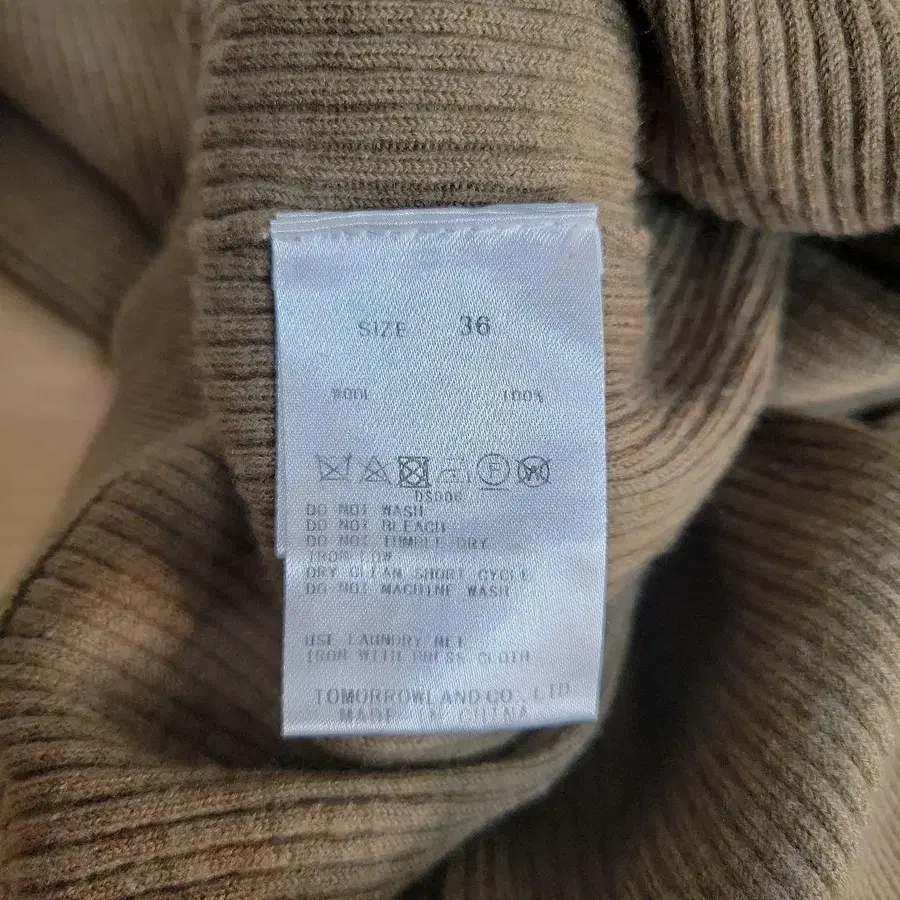 SIZE 36
WOOL 100%
F W
DS006
DO NOT WASH
DO NOT BLEACH
DO NOT TUMBLE DRY
IRON LOW
DRY CLEAN SHORT CYCLE
DO NOT MACHINE WASH
USE LAUNDRY NET
IRON WITH PRESS CLOTH
TOMORROWLAND CO., LTD
MADE IN CHINA